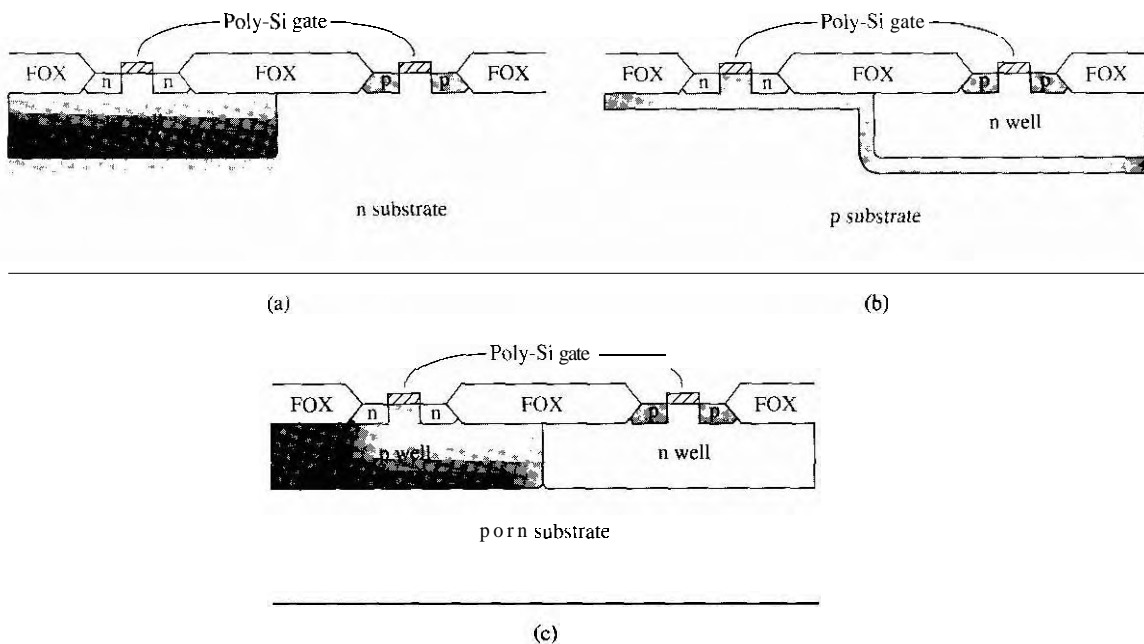 Poly-Si gate
FOX n n FOX p p FOX
n substrate
(a)
Poly-Si gate
FOX n n FOX p p FOX
n well
p substrate
(b)
Poly-Si gate
FOX n n FOX p p FOX
p well n well
p o r n substrate
(c)